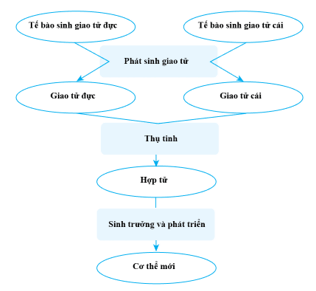 Tế bào sinh giao tử đực
Tế bào sinh giao tử cái
Phát sinh giao tử
Giao tử đực
Giao tử cái
Thụ tinh
Hợp tử
Sinh trưởng và phát triển
Cơ thể mới